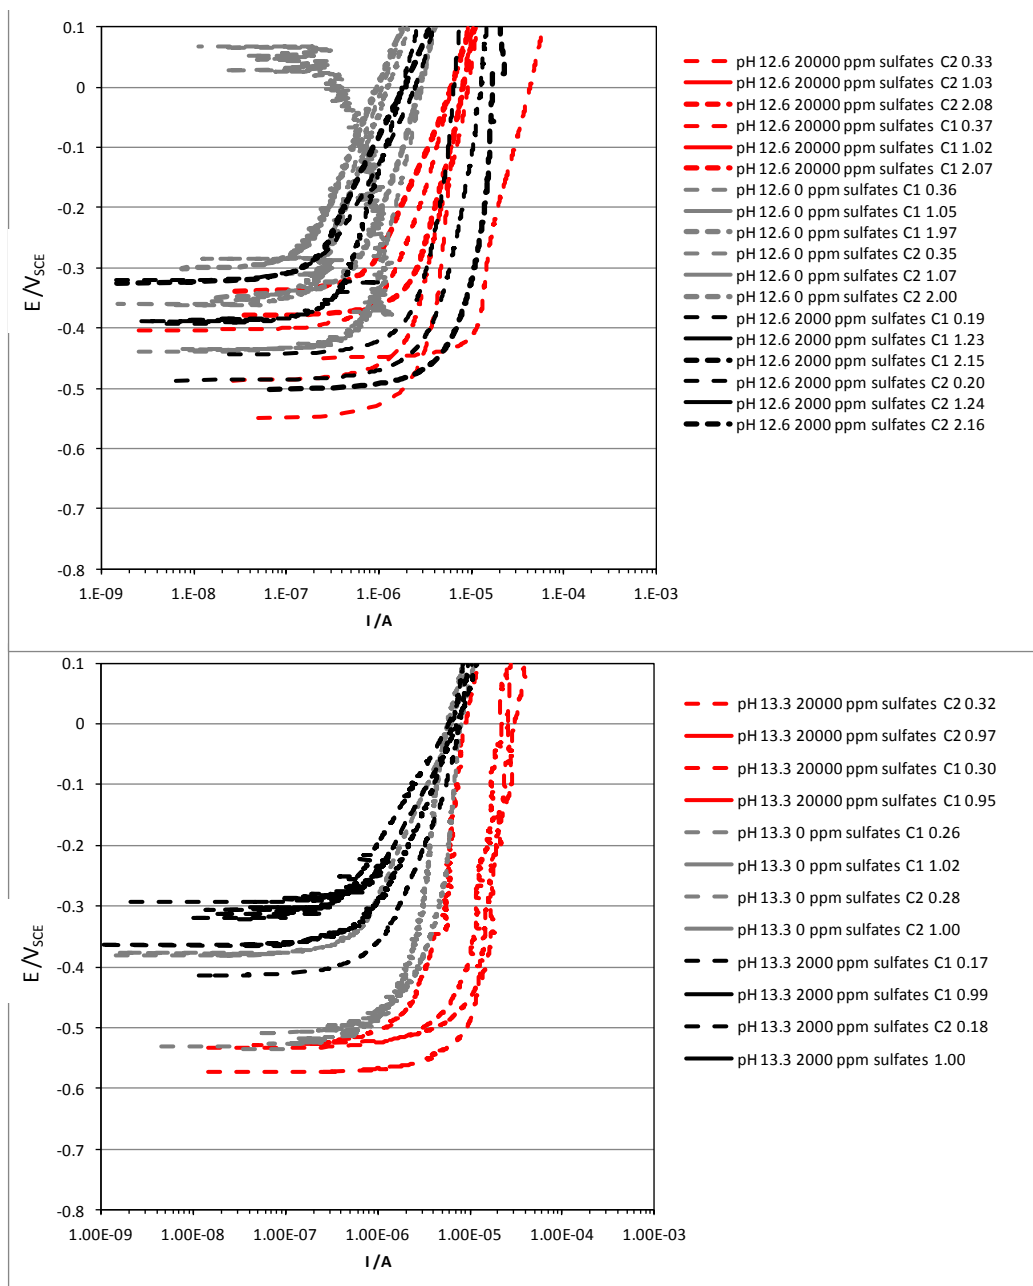 0.1
0
-0.1
-0.2
-0.3
-0.4
-0.5
-0.6
-0.7
-0.8
E /V_SCE
1.E-09 1.E-08 1.E-07 1.E-06 1.E-05 1.E-04 1.E-03
I /A
pH 12.6 20000 ppm sulfates C2 0.33
pH 12.6 20000 ppm sulfates C2 1.03
pH 12.6 20000 ppm sulfates C2 2.08
pH 12.6 20000 ppm sulfates C1 0.37
pH 12.6 20000 ppm sulfates C1 1.02
pH 12.6 20000 ppm sulfates C1 2.07
pH 12.6 0 ppm sulfates C1 0.36
pH 12.6 0 ppm sulfates C1 1.05
pH 12.6 0 ppm sulfates C1 1.97
pH 12.6 0 ppm sulfates C2 0.35
pH 12.6 0 ppm sulfates C2 1.07
pH 12.6 0 ppm sulfates C2 2.00
pH 12.6 2000 ppm sulfates C1 0.19
pH 12.6 2000 ppm sulfates C1 1.23
pH 12.6 2000 ppm sulfates C1 2.15
pH 12.6 2000 ppm sulfates C2 0.20
pH 12.6 2000 ppm sulfates C2 1.24
pH 12.6 2000 ppm sulfates C2 2.16
0.1
0
-0.1
-0.2
-0.3
-0.4
-0.5
-0.6
-0.7
-0.8
E /V_SCE
1.00E-09 1.00E-08 1.00E-07 1.00E-06 1.00E-05 1.00E-04 1.00E-03
I /A
pH 13.3 20000 ppm sulfates C2 0.32
pH 13.3 20000 ppm sulfates C2 0.97
pH 13.3 20000 ppm sulfates C1 0.30
pH 13.3 20000 ppm sulfates C1 0.95
pH 13.3 0 ppm sulfates C1 0.26
pH 13.3 0 ppm sulfates C1 1.02
pH 13.3 0 ppm sulfates C2 0.28
pH 13.3 0 ppm sulfates C2 1.00
pH 13.3 2000 ppm sulfates C1 0.17
pH 13.3 2000 ppm sulfates C1 0.99
pH 13.3 2000 ppm sulfates C2 0.18
pH 13.3 2000 ppm sulfates 1.00